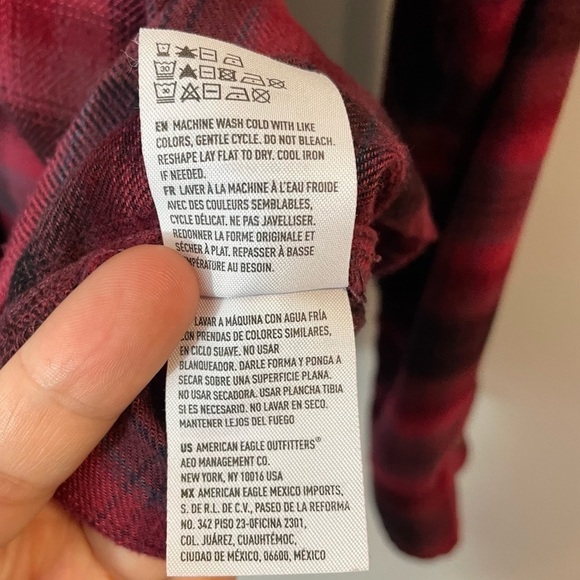 30
30
EN MACHINE WASH COLD WITH LIKE
COLORS, GENTLE CYCLE. DO NOT BLEACH.
RESHAPE LAY FLAT TO DRY. COOL IRON
IF NEEDED.
FR LAVER À LA MACHINE À L'EAU FROIDE
AVEC DES COULEURS SEMBLABLES,
CYCLE DÉLICAT. NE PAS JAVELLISER.
REDONNER LA FORME ORIGINALE ET
SÉCHER À PLAT. REPASSER À BASSE
AU BESOIN.
LAVAR A MÁQUINA CON AGUA FRÍA
CON PRENDAS DE COLORES SIMILARES,
EN CICLO SUAVE. NO USAR
BLANQUEADOR. DARLE FORMA Y PONGA A
SECAR SOBRE UNA SUPERFICIE PLANA.
NO USAR SECADORA. USAR PLANCHA TIBIA
SI ES NECESARIO. NO LAVAR EN SECO.
MANTENER LEJOS DEL FUEGO
US AMERICAN EAGLE OUTFITTERS®
AEO MANAGEMENT CO.
NEW YORK, NY 10016 USA
MX AMERICAN EAGLE MEXICO IMPORTS,
S. DE R.L. DE C.V., PASEO DE LA REFORMA
NO. 342 PISO 23-OFICINA 2301,
COL. JUÁREZ, CUAUHTÉMOC,
CIUDAD DE MÉXICO, 06600, MÉXICO